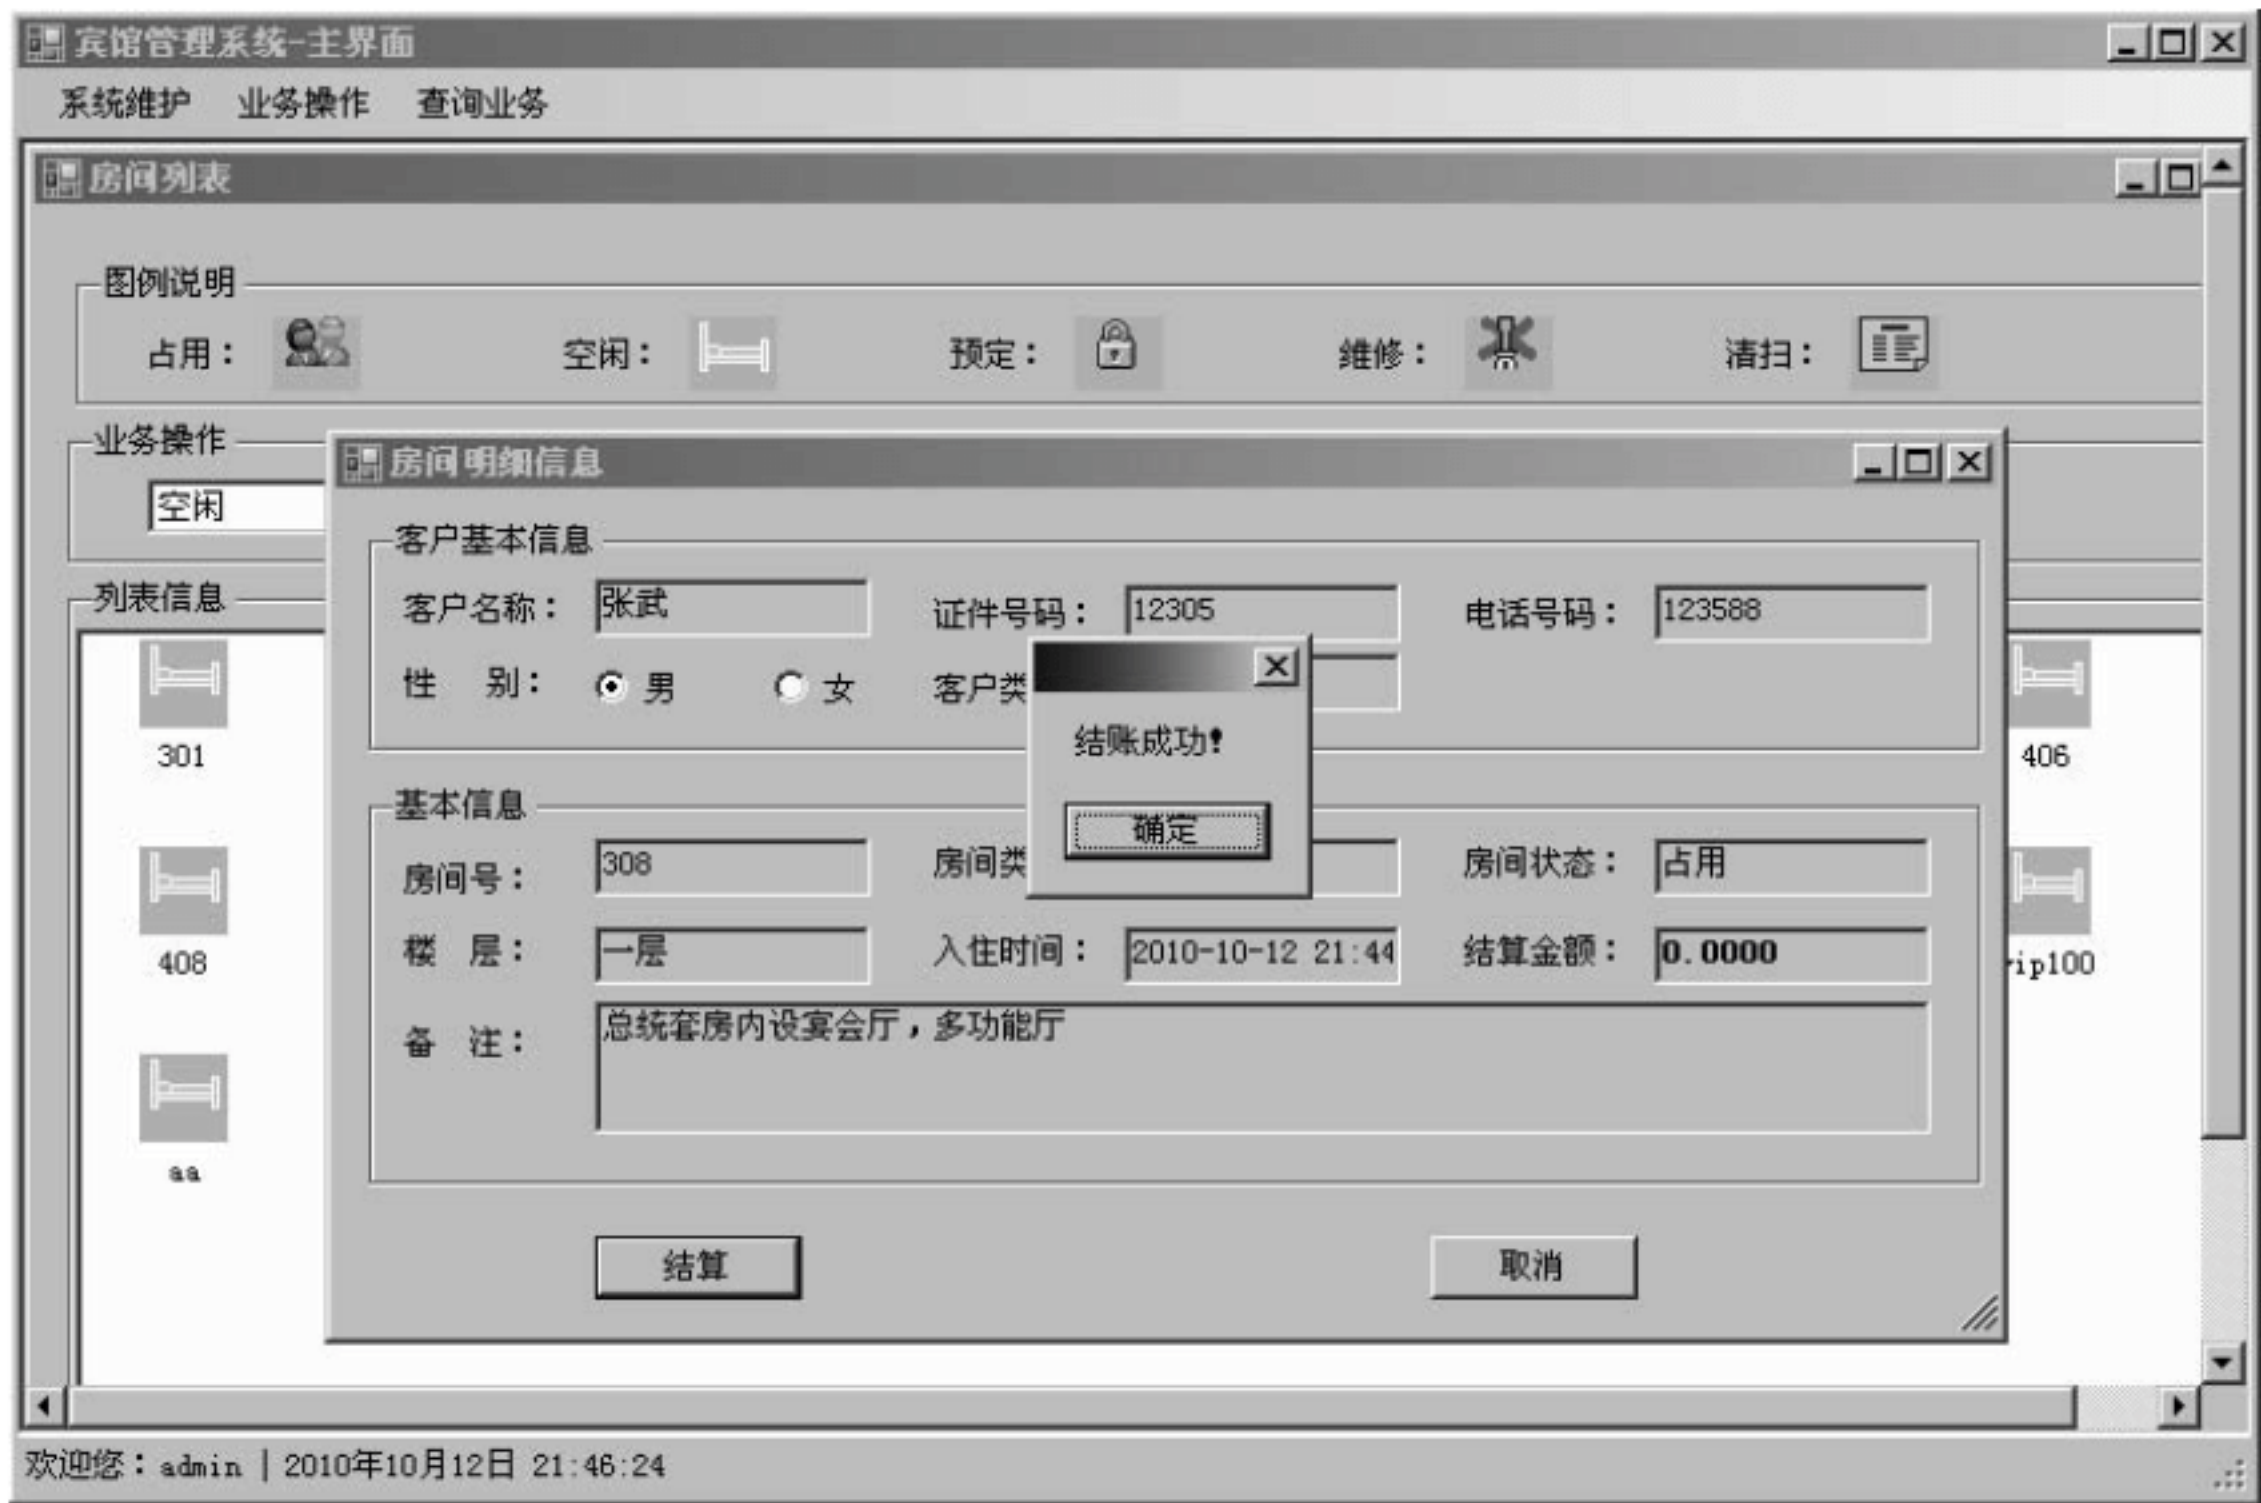 宾馆管理系统-主界面
系统维护 业务操作 查询业务
房间列表
图例说明
占用： 空闲： 预定： 维修： 清扫：
业务操作
空闲
房间明细信息
客户基本信息
客户名称： 张武 证件号码： 12305 电话号码： 123588
性 别： 男 女 客户类
结账成功!
确定
基本信息
房间号： 308 房间类 房间状态： 占用
楼 层： 一层 入住时间： 2010-10-12 21:44 结算金额： 0.0000
备 注： 总统套房内设宴会厅，多功能厅
结算 取消
列表信息
301 406
408 ip100
aa
欢迎您：admin | 2010年10月12日 21:46:24